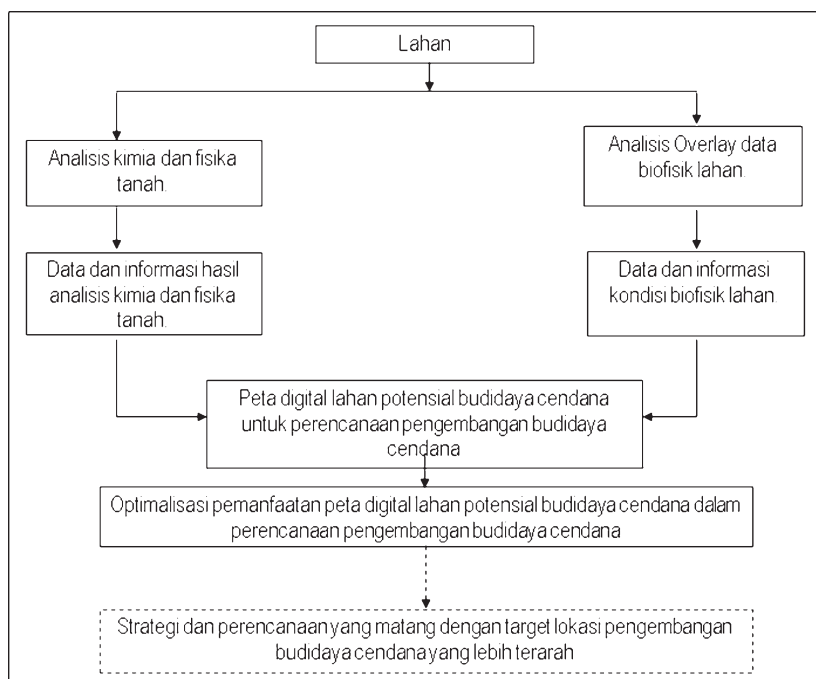 Lahan
Analisis kimia dan fisika
tanah.
Analisis Overlay data
biofisik lahan.
Data dan informasi hasil
analisis kimia dan fisika
tanah.
Data dan informasi
kondisi biofisik lahan.
Peta digital lahan potensial budidaya cendana
untuk perencanaan pengembangan budidaya
cendana
Optimalisasi pemanfaatan peta digital lahan potensial budidaya cendana dalam
perencanaan pengembangan budidaya cendana
Strategi dan perencanaan yang matang dengan target lokasi pengembangan
budidaya cendana yang lebih terarah